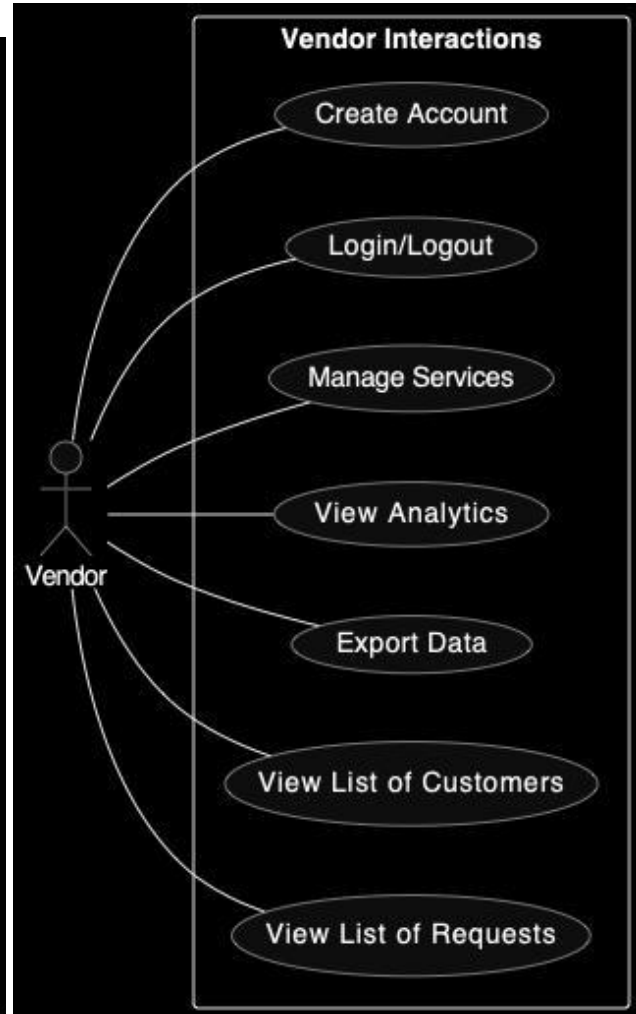 Vendor Interactions
Create Account
Login/Logout
Manage Services
View Analytics
Vendor
Export Data
View List of Customers
View List of Requests